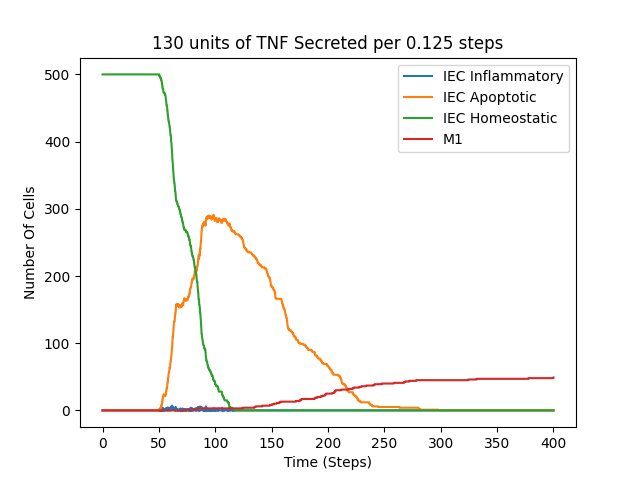 130 units of TNF Secreted per 0.125 steps
IEC Inflammatory
IEC Apoptotic
IEC Homeostatic
M1
Number Of Cells
500
400
300
200
100
0
0 50 100 150 200 250 300 350 400
Time (Steps)